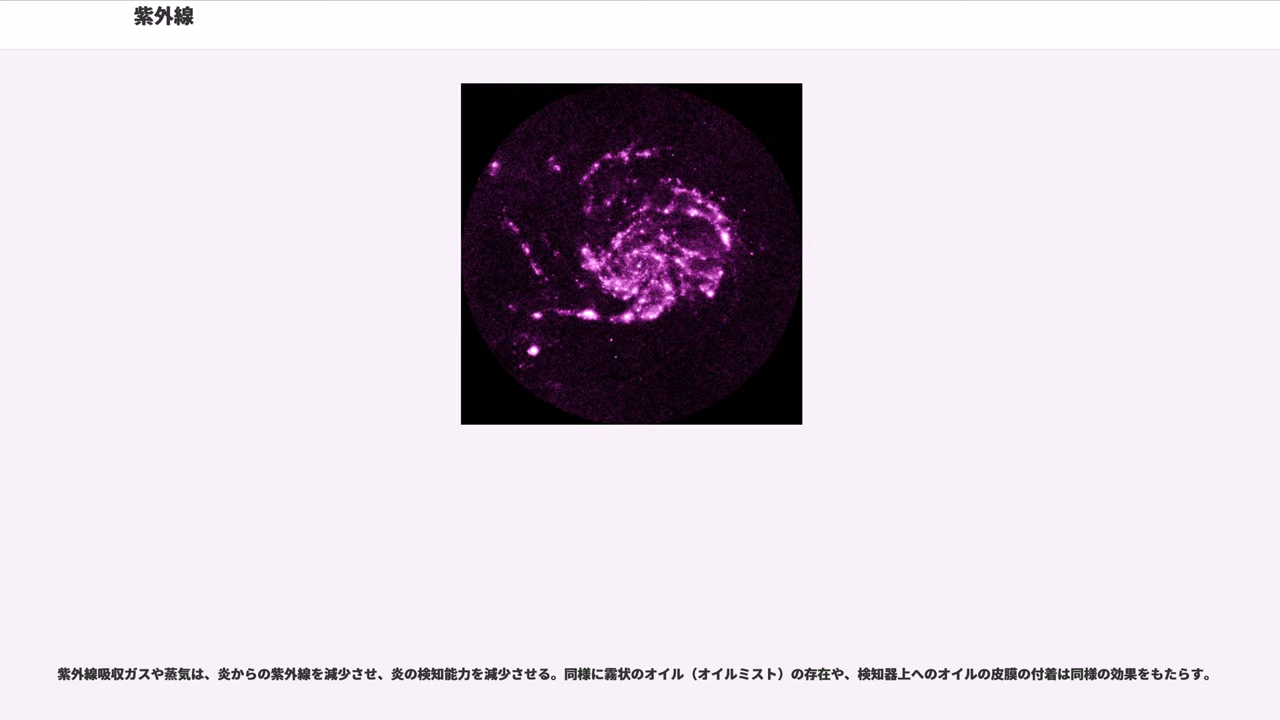 紫外線
紫外線吸収ガスや蒸気は、炎からの紫外線を減少させ、炎の検知能力を減少させる。同様に霧状のオイル（オイルミスト）の存在や、検知器上へのオイルの皮膜の付着は同様の効果をもたらす。